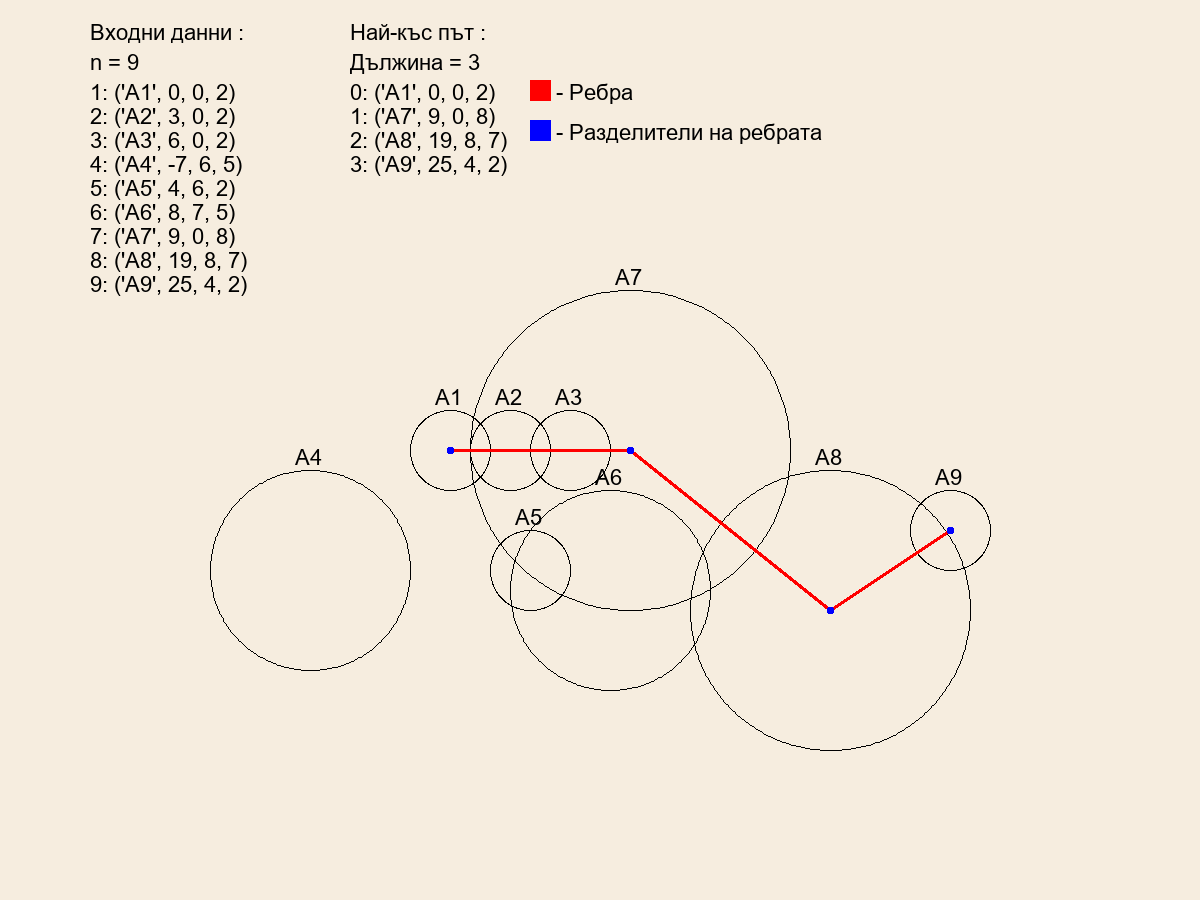 Входни данни :
n = 9
1: ('A1', 0, 0, 2)
2: ('A2', 3, 0, 2)
3: ('A3', 6, 0, 2)
4: ('A4', -7, 6, 5)
5: ('A5', 4, 6, 2)
6: ('A6', 8, 7, 5)
7: ('A7', 9, 0, 8)
8: ('A8', 19, 8, 7)
9: ('A9', 25, 4, 2)
Най-къс път :
Дължина = 3
0: ('A1', 0, 0, 2)
1: ('A7', 9, 0, 8)
2: ('A8', 19, 8, 7)
3: ('A9', 25, 4, 2)
- Ребра
- Разделители на ребрата
A7
A1 A2 A3
A4 A6 A8 A9
A5